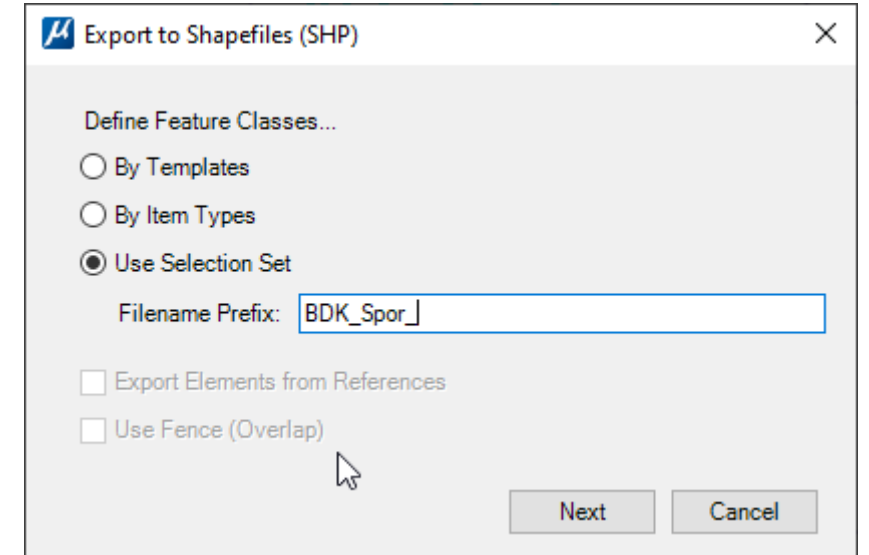 Export to Shapefiles (SHP)
Define Feature Classes...
By Templates
By Item Types
Use Selection Set
Filename Prefix: BDK_Spor_
Export Elements from References
Use Fence (Overlap)
Next Cancel